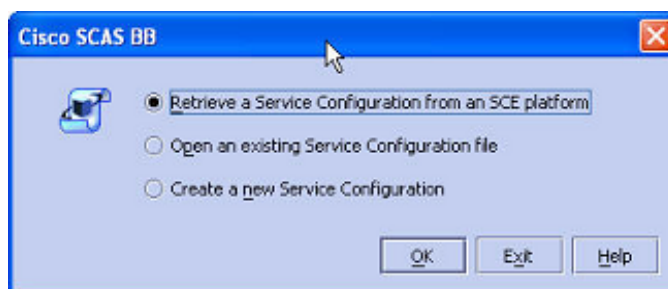 Cisco SCAS BB
Retrieve a Service Configuration from an SCE platform
Open an existing Service Configuration file
Create a new Service Configuration
OK Exit Help